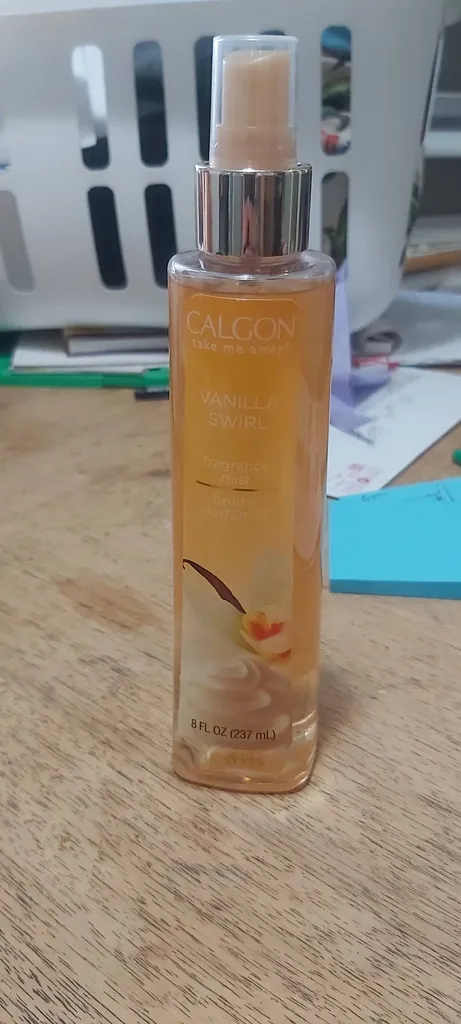 CALGON
take me away!
VANILLA
SWIRL
fragrance
mist
brume
parfumée
8 FL OZ (237 mL)